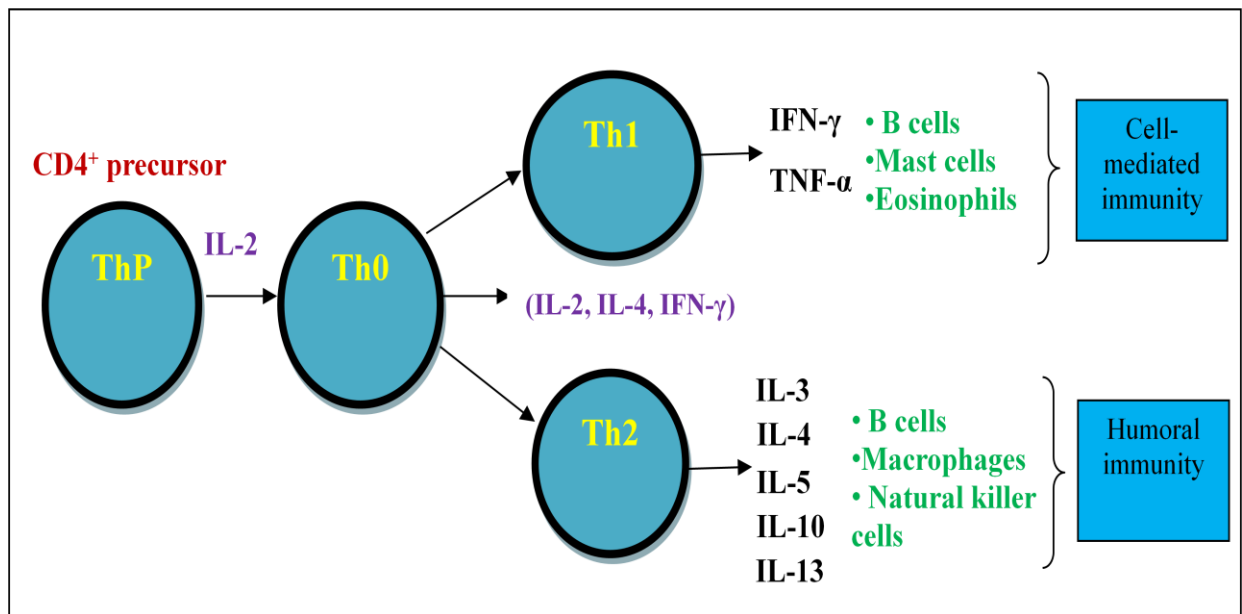 CD4⁺ precursor
ThP
IL-2
Th0
Th1
IFN-γ
TNF-α
• B cells
•Mast cells
•Eosinophils
Cell-
mediated
immunity
(IL-2, IL-4, IFN-γ)
Th2
IL-3
IL-4
IL-5
IL-10
IL-13
• B cells
•Macrophages
• Natural killer
cells
Humoral
immunity